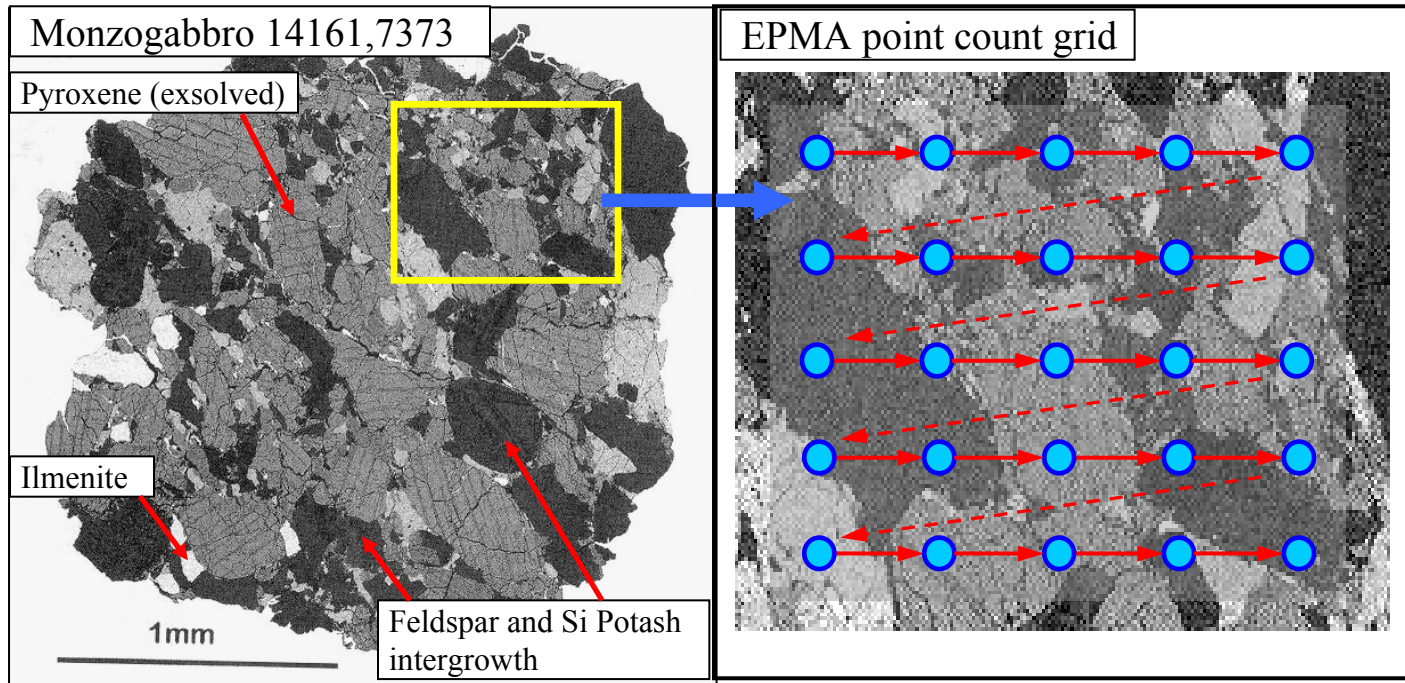 Monzogabbro 14161,7373
EPMA point count grid
Pyroxene (exsolved)
Ilmenite
Feldspar and Si Potash
intergrowth
1mm